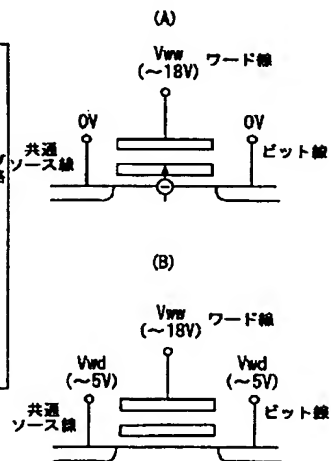 (A)
Vww ワード線
(~18V)
0V 0V
共通
ソース線 ビット線
(B)
Vww ワード線
(~18V)
Vwd Vwd
(~5V) (~5V)
共通
ソース線 ビット線